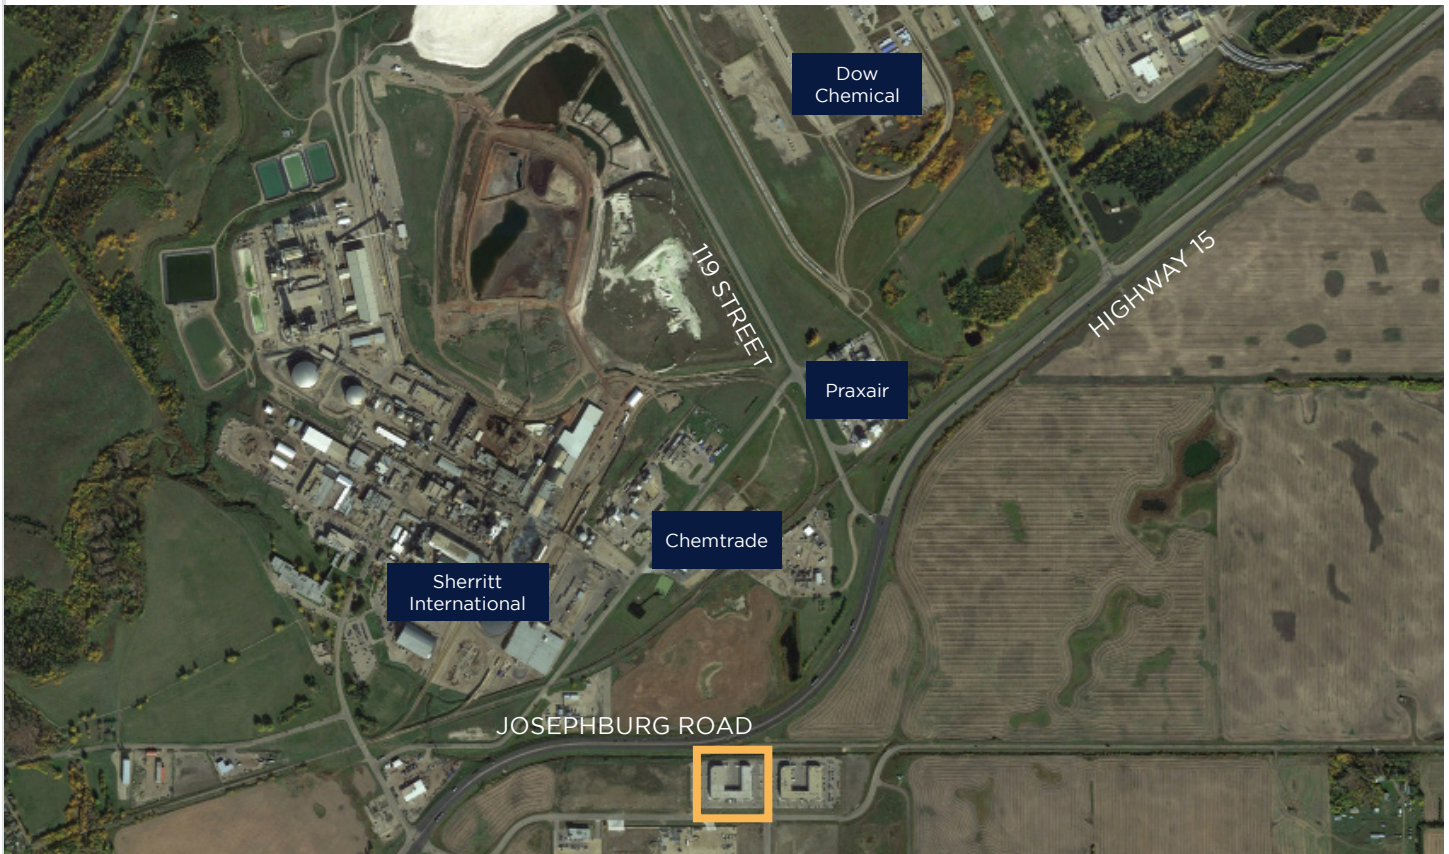 Dow
Chemical
119 STREET
HIGHWAY 15
Praxair
Chemtrade
Sherritt
International
JOSEPHBURG ROAD